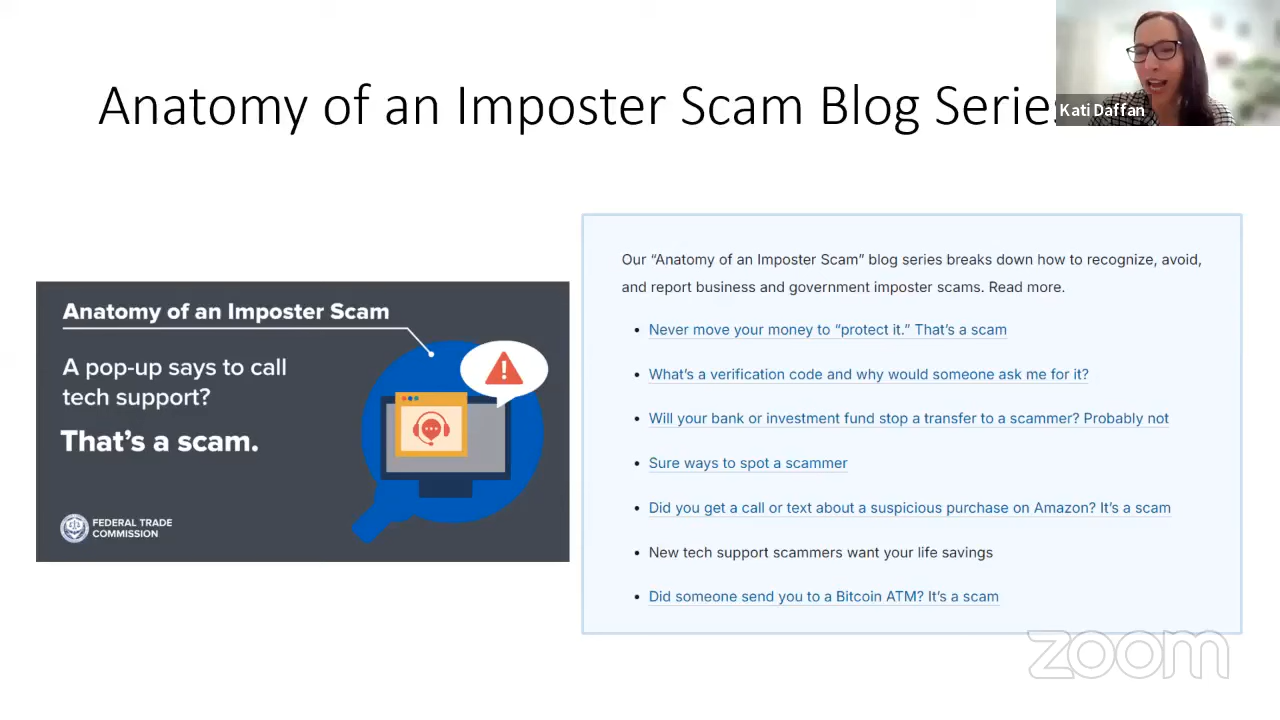 Anatomy of an Imposter Scam Blog Series
Kati Daffan
Anatomy of an Imposter Scam
A pop-up says to call
tech support?
That's a scam.
FEDERAL TRADE
COMMISSION
Our “Anatomy of an Imposter Scam” blog series breaks down how to recognize, avoid,
and report business and government imposter scams. Read more.
• Never move your money to “protect it.” That’s a scam
• What’s a verification code and why would someone ask me for it?
• Will your bank or investment fund stop a transfer to a scammer? Probably not
• Sure ways to spot a scammer
• Did you get a call or text about a suspicious purchase on Amazon? It’s a scam
• New tech support scammers want your life savings
• Did someone send you to a Bitcoin ATM? It’s a scam
zoom